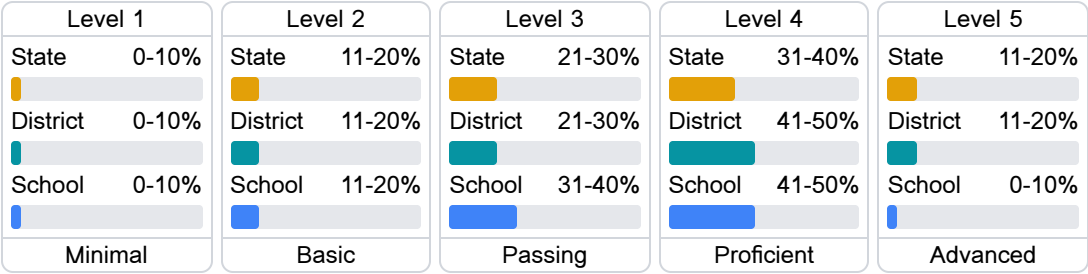 Level 1
State 0-10%
District 0-10%
School 0-10%
Minimal
Level 2
State 11-20%
District 11-20%
School 11-20%
Basic
Level 3
State 21-30%
District 21-30%
School 31-40%
Passing
Level 4
State 31-40%
District 41-50%
School 41-50%
Proficient
Level 5
State 11-20%
District 11-20%
School 0-10%
Advanced